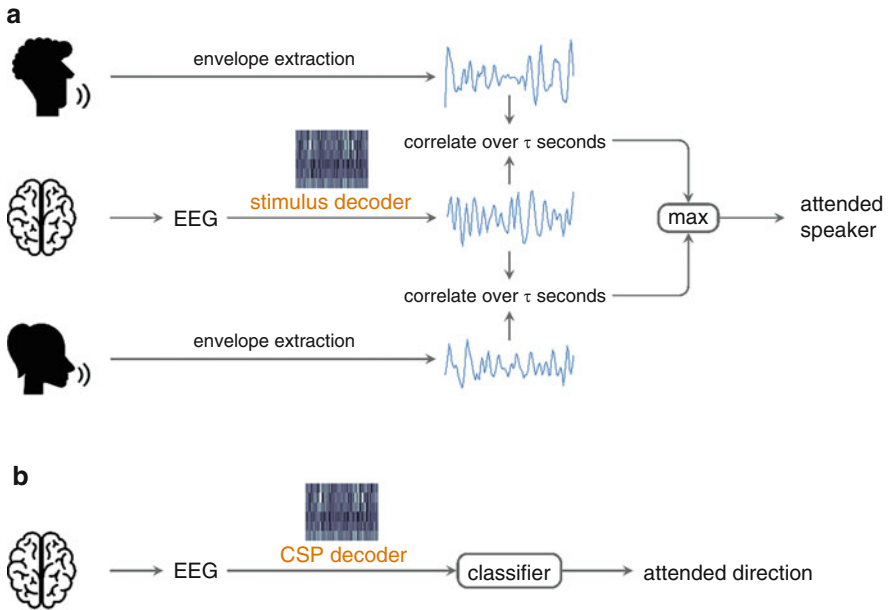 a
envelope extraction
correlate over τ seconds
EEG
stimulus decoder
max
attended
speaker
correlate over τ seconds
envelope extraction
b
EEG
CSP decoder
classifier
attended direction